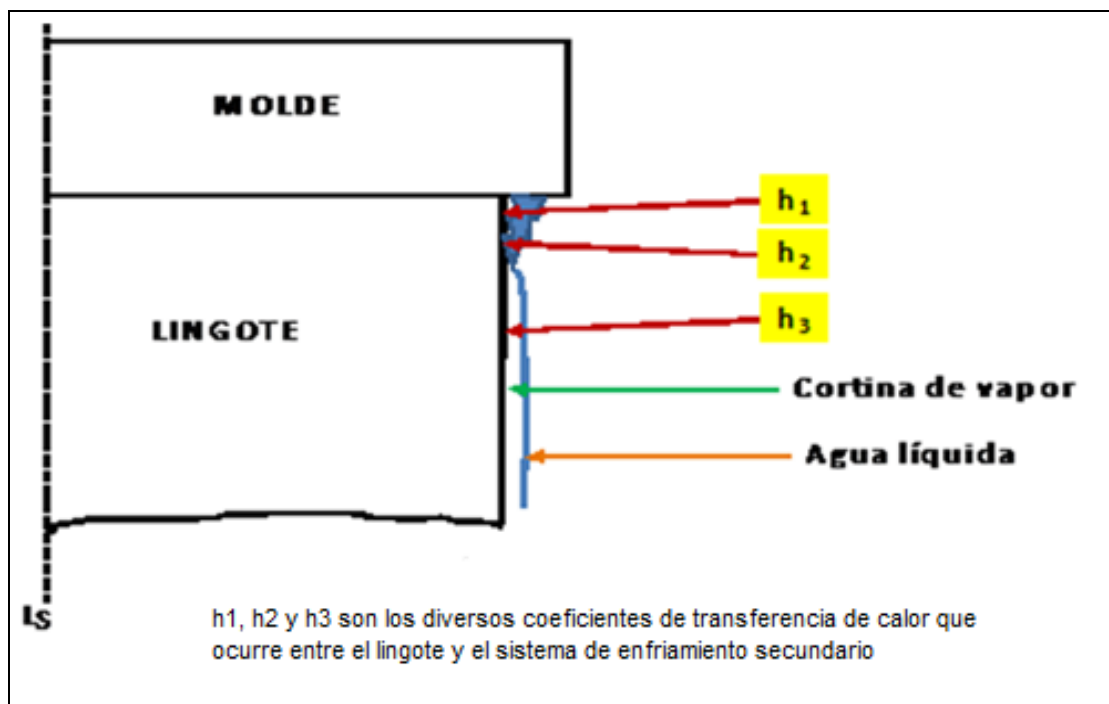 MOLDE
h1
h2
LINGOTE
h3
Cortina de vapor
Agua líquida
LS
h1, h2 y h3 son los diversos coeficientes de transferencia de calor que
ocurre entre el lingote y el sistema de enfriamiento secundario